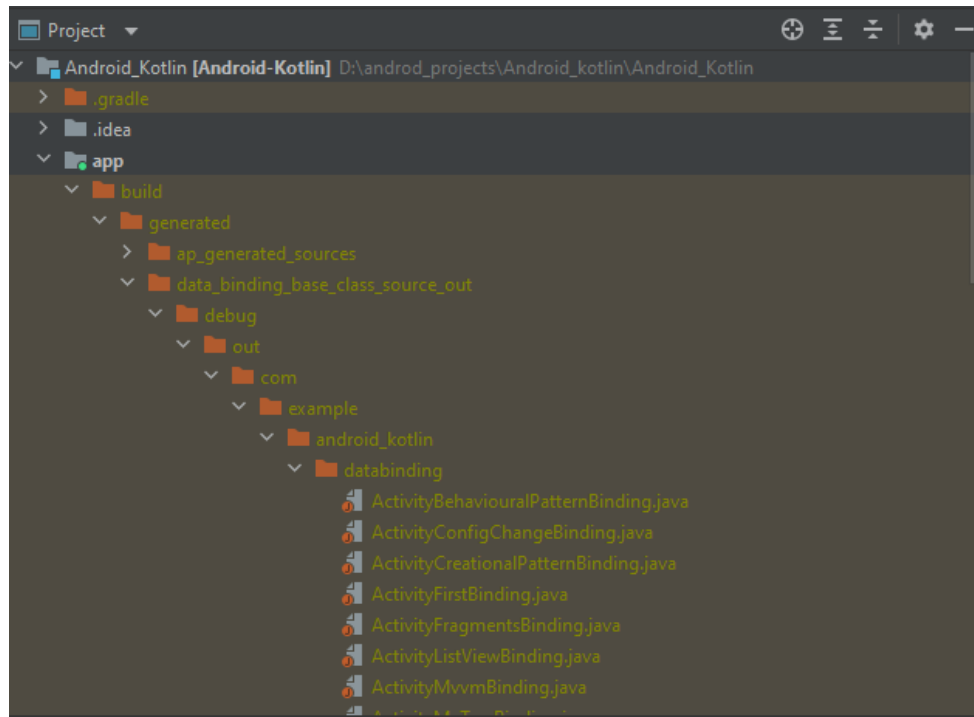 Project
Android_Kotlin [Android-Kotlin] D:\androd_projects\Android_kotlin\Android_Kotlin
.gradle
.idea
app
build
generated
ap_generated_sources
data_binding_base_class_source_out
debug
out
com
example
android_kotlin
databinding
ActivityBehaviouralPatternBinding.java
ActivityConfigChangeBinding.java
ActivityCreationalPatternBinding.java
ActivityFirstBinding.java
ActivityFragmentsBinding.java
ActivityListViewBinding.java
ActivityMvvmBinding.java